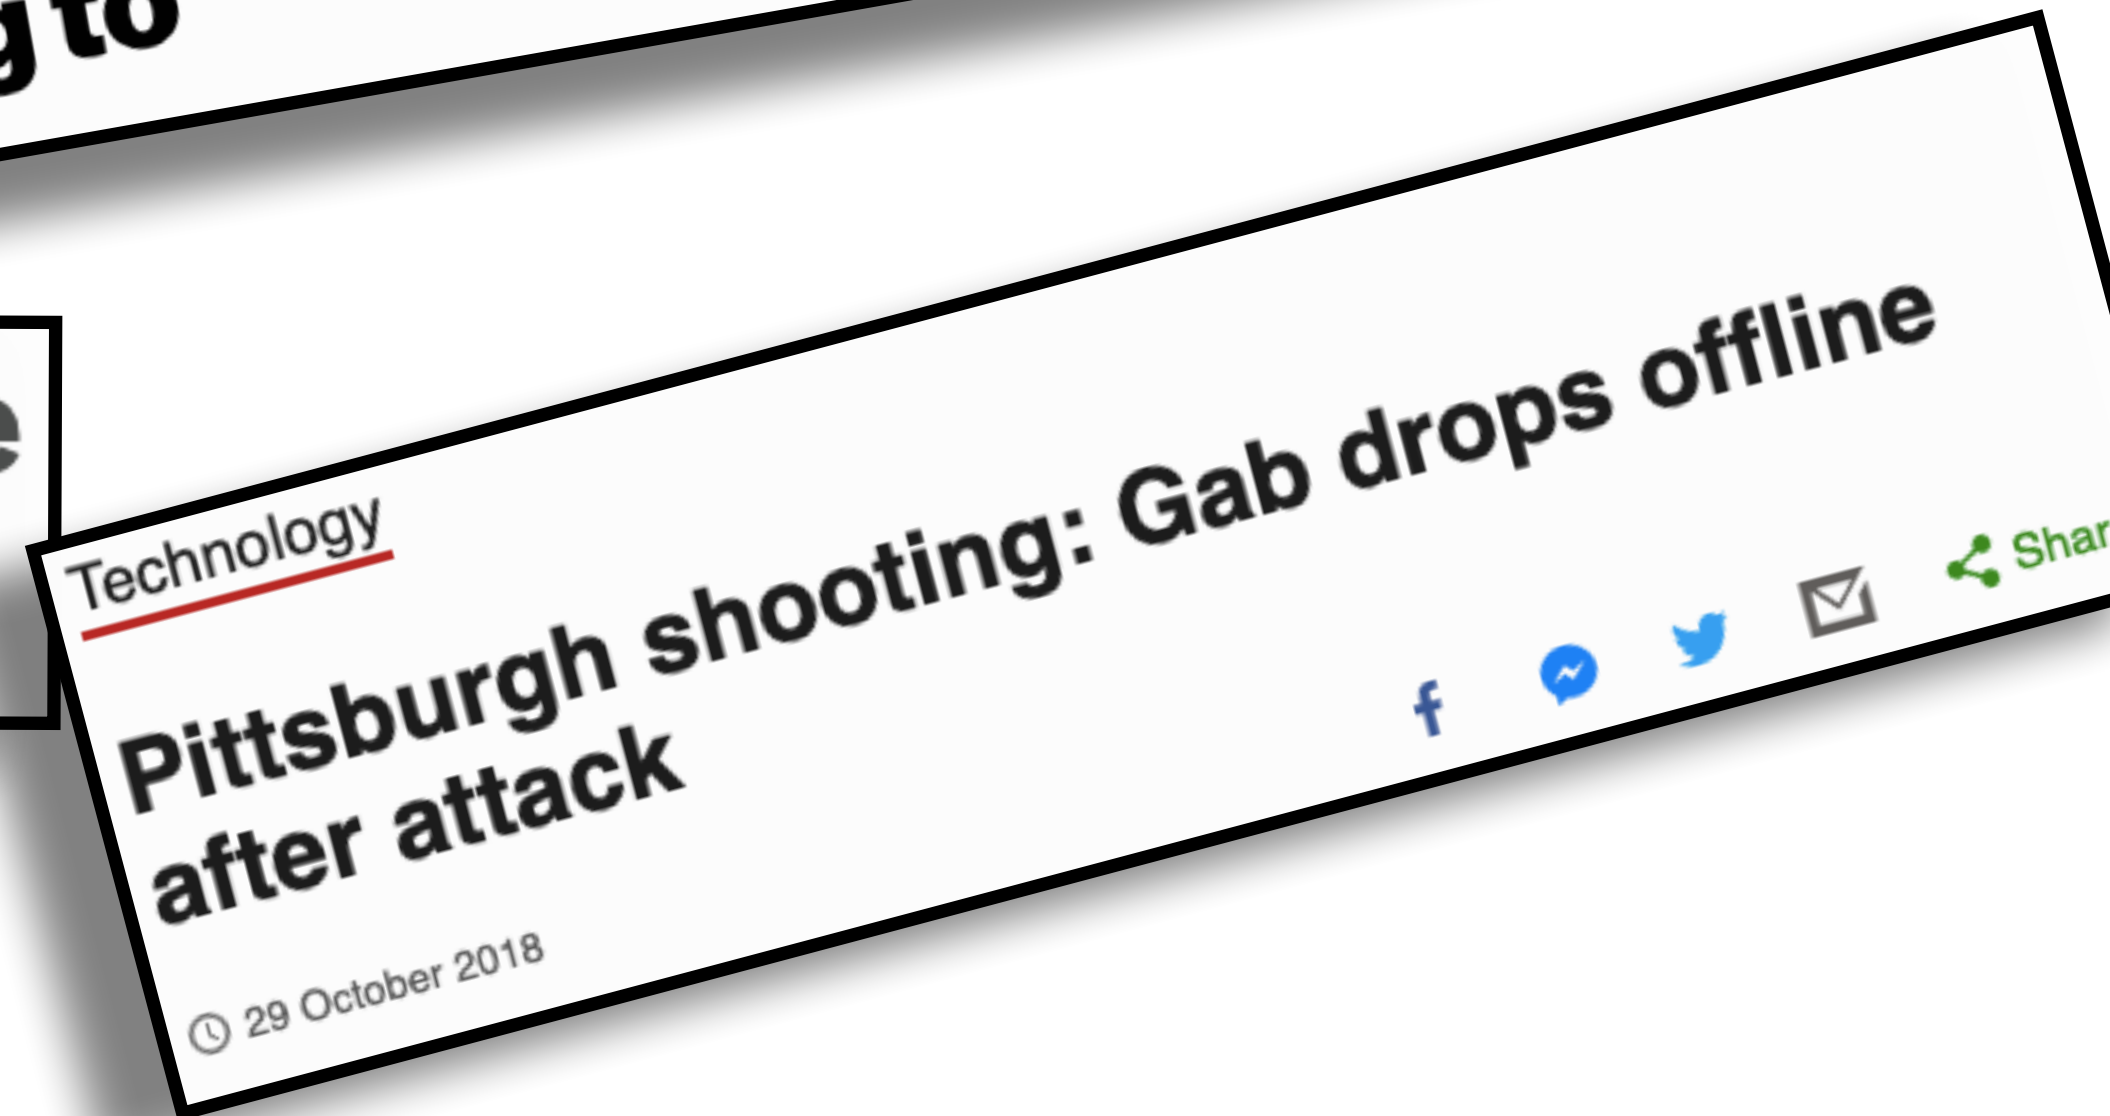 to
Technology
Pittsburgh shooting: Gab drops offline
after attack
Shar
29 October 2018